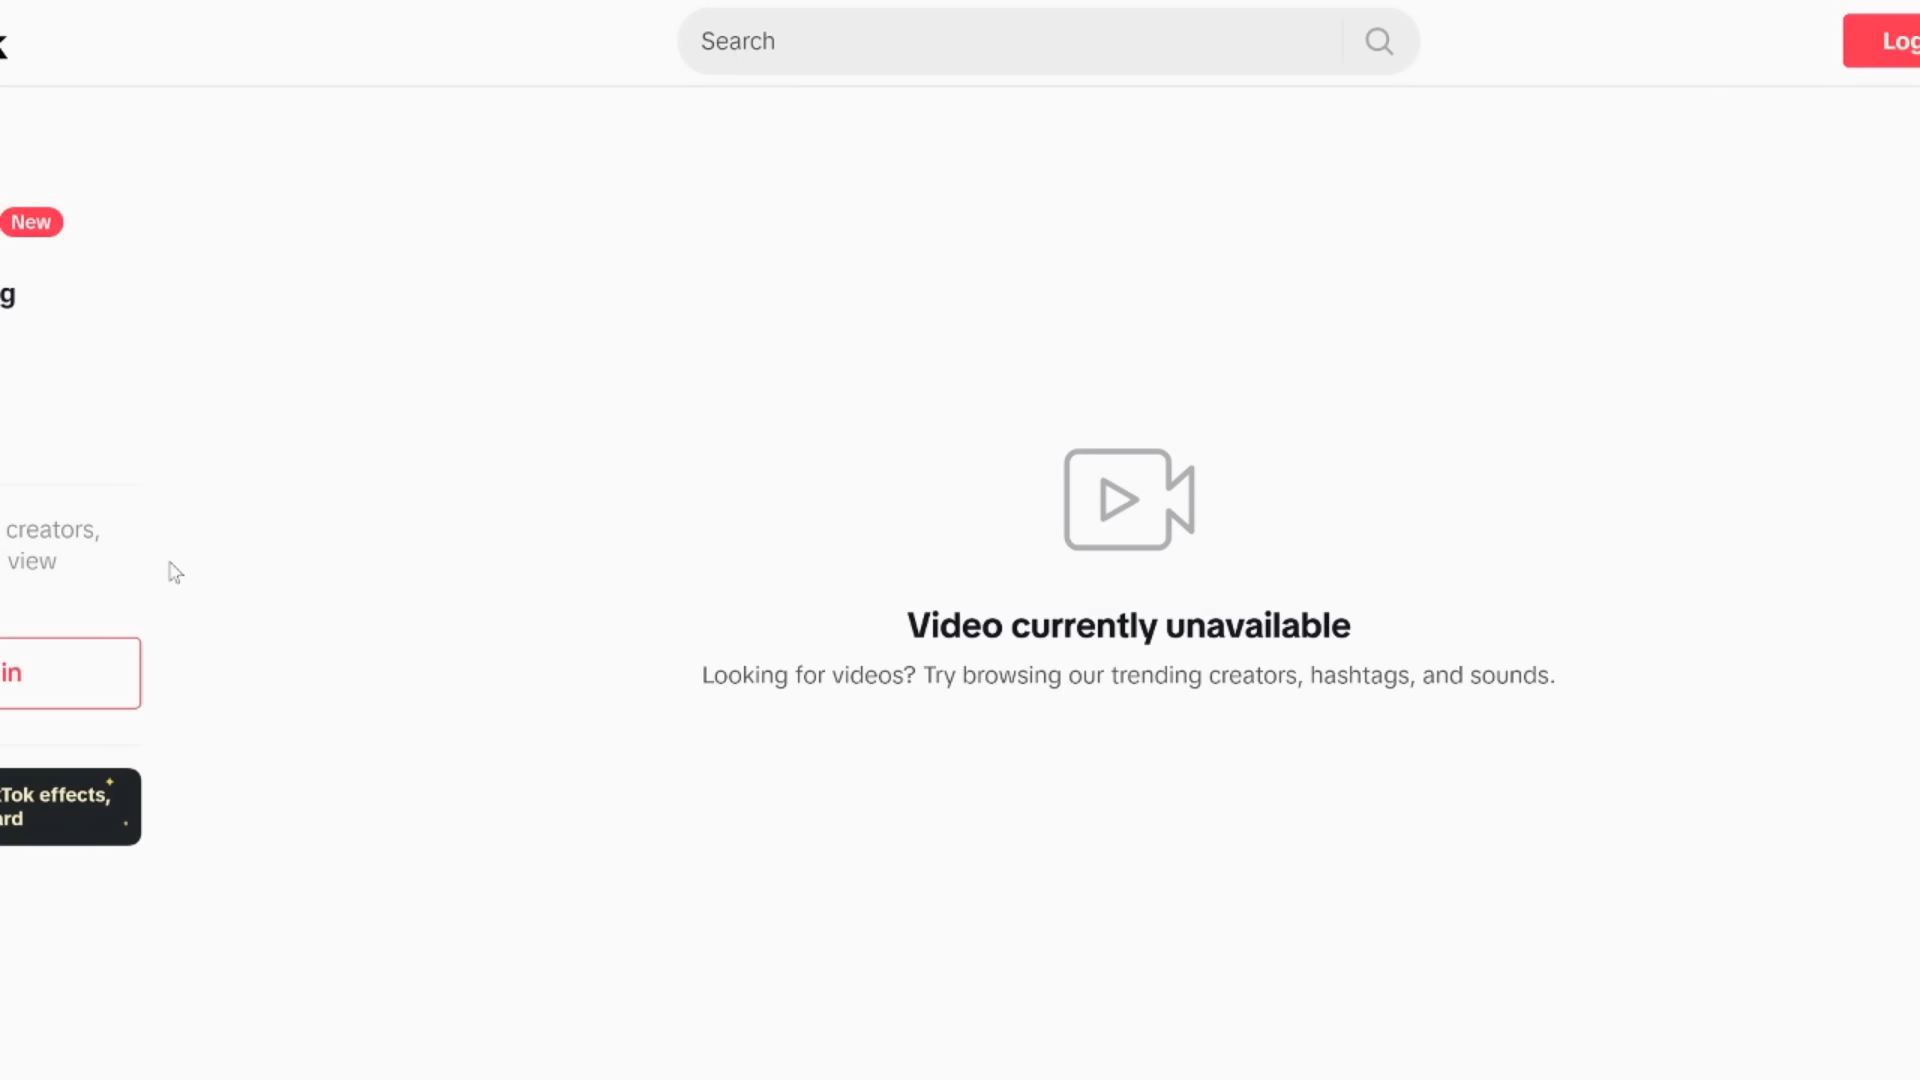 k
Search
Log
New
g
creators,
view
in
Video currently unavailable
Looking for videos? Try browsing our trending creators, hashtags, and sounds.
Tok effects,
rd